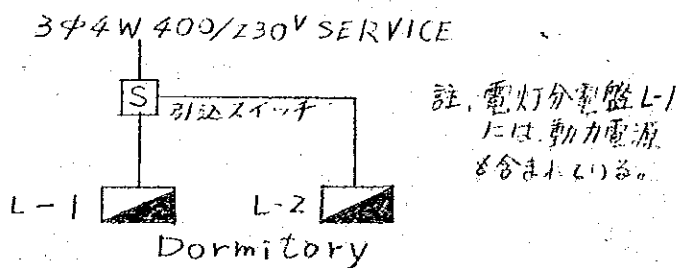 3φ4W 400/230V SERVICE
S
引込スイッチ
註. 電灯分電盤L-1
には動力電源
も含まれている。
L-1
L-2
Dormitory